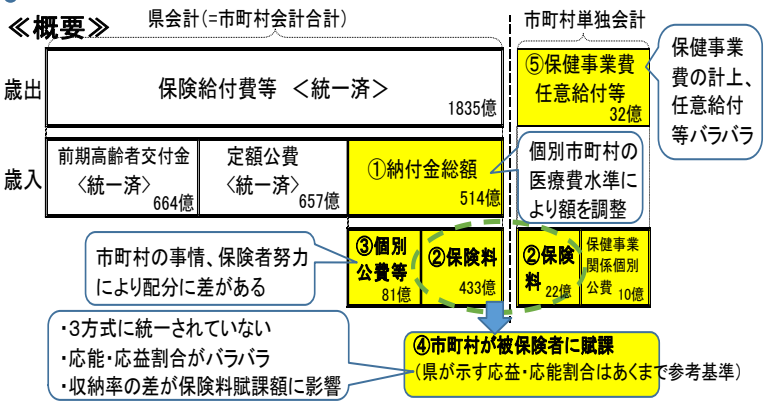 ≪概要≫
県会計(=市町村会計合計)
市町村単独会計
歳出
保険給付費等 <統一済>
1835億
⑤保健事業費
任意給付等
32億
保健事業
費の計上、
任意給付
等バラバラ
歳入
前期高齢者交付金
〈統一済〉
664億
定額公費
〈統一済〉
657億
①納付金総額
514億
個別市町村の
医療費水準に
より額を調整
市町村の事情、保険者努力
により配分に差がある
③個別
公費等
81億
②保険料
433億
②保険
料
22億
保健事業
関係個別
公費
10億
・3方式に統一されていない
・応能・応益割合がバラバラ
・収納率の差が保険料賦課額に影響
④市町村が被保険者に賦課
(県が示す応益・応能割合はあくまで参考基準)